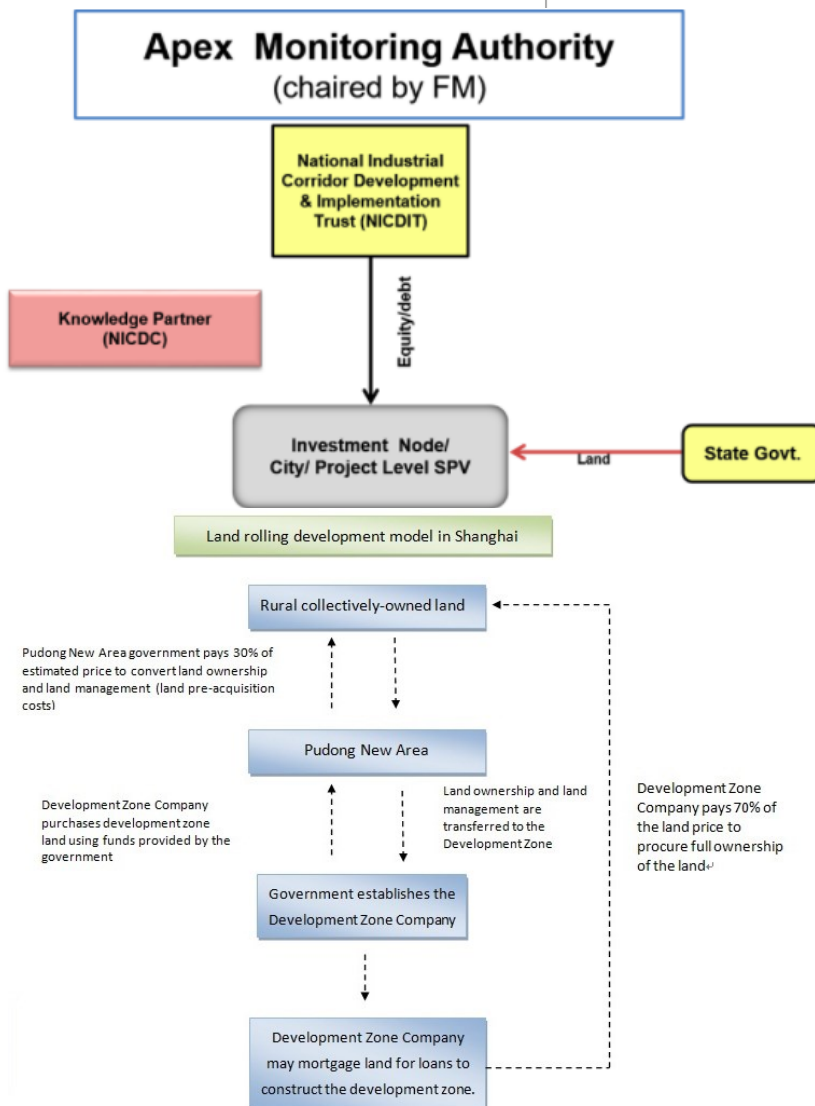 Apex Monitoring Authority
(chaired by FM)
National Industrial
Corridor Development
& Implementation
Trust (NICDIT)
Equity/debt
Knowledge Partner
(NICDC)
Investment Node/
City/ Project Level SPV
Land
State Govt.
Land rolling development model in Shanghai
Rural collectively-owned land
Pudong New Area government pays 30% of
estimated price to convert land ownership
and land management (land pre-acquisition
costs)
Pudong New Area
Development Zone Company
purchases development zone
land using funds provided by the
government
Land ownership and land
management are
transferred to the
Development Zone
Development Zone
Company pays 70% of
the land price to
procure full ownership
of the land↵
Government establishes the
Development Zone Company
Development Zone Company
may mortgage land for loans to
construct the development zone.